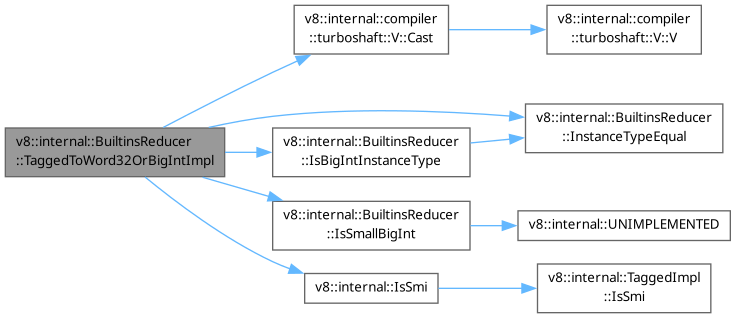 v8::internal::compiler
::turboshaft::V::Cast
v8::internal::compiler
::turboshaft::V::V
v8::internal::BuiltinsReducer
::TaggedToWord32OrBigIntImpl
v8::internal::BuiltinsReducer
::InstanceTypeEqual
v8::internal::BuiltinsReducer
::IsBigIntInstanceType
v8::internal::BuiltinsReducer
::IsSmallBigInt
v8::internal::UNIMPLEMENTED
v8::internal::IsSmi
v8::internal::TaggedImpl
::IsSmi